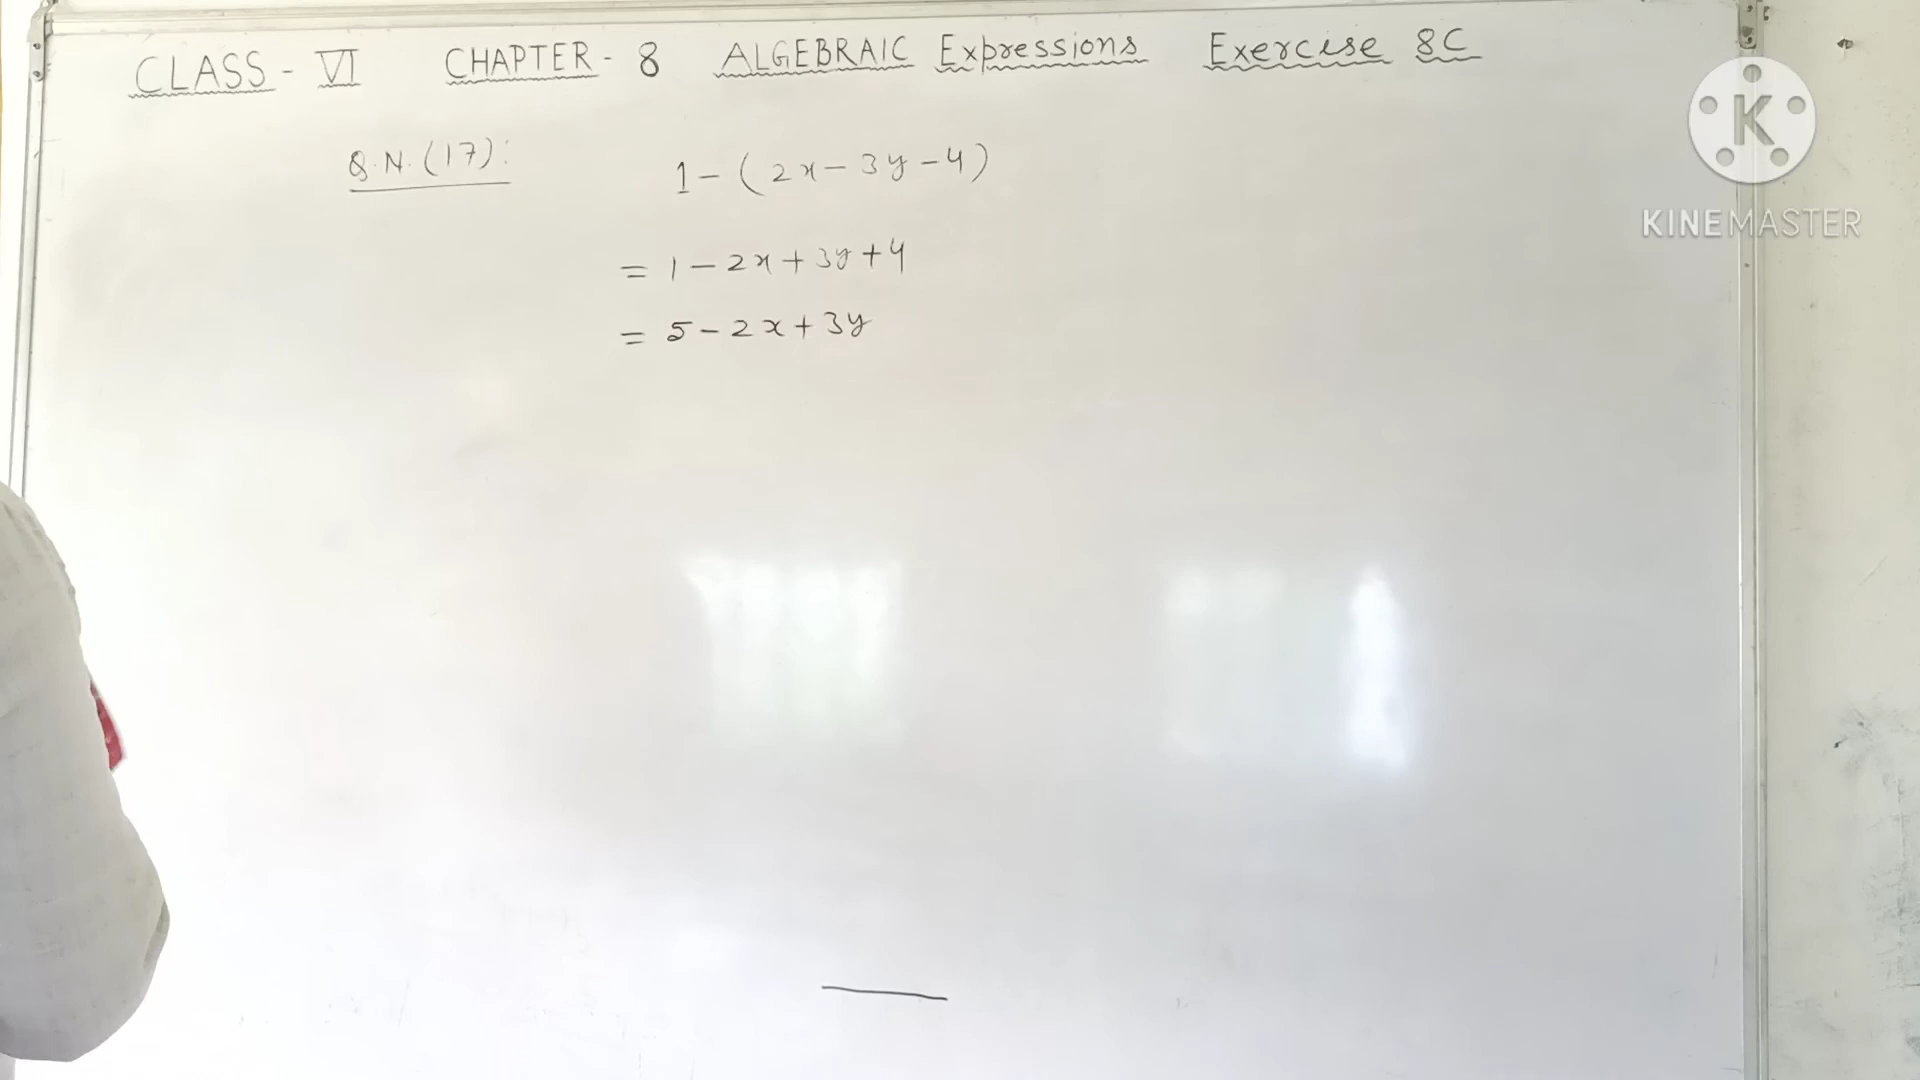 CLASS - VI CHAPTER - 8 ALGEBRAIC Expressions Exercise 8C
Q.N. (17): 1 - (2x - 3y - 4)
= 1 - 2x + 3y + 4
= 5 - 2x + 3y
K
KINEMASTER